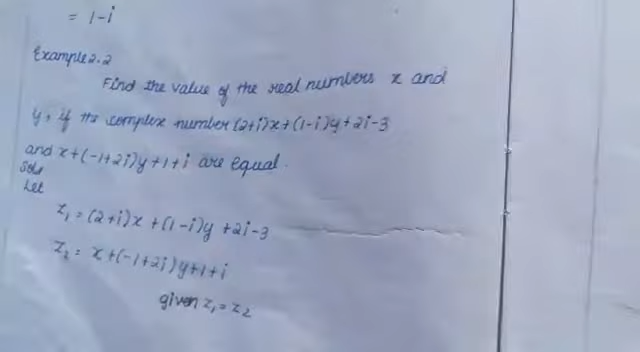 = 1-i
Example 2.2
Find the value of the real numbers x and
y, if the complex number (2+i)x+(1-i)y+2i-3
and x+(-1+2i)y+1+i are equal.
Soln
Let
z₁ = (2+i)x +(1-i)y +2i-3
z₂ = x+(-1+2i)y+1+i
given z₁ = z₂